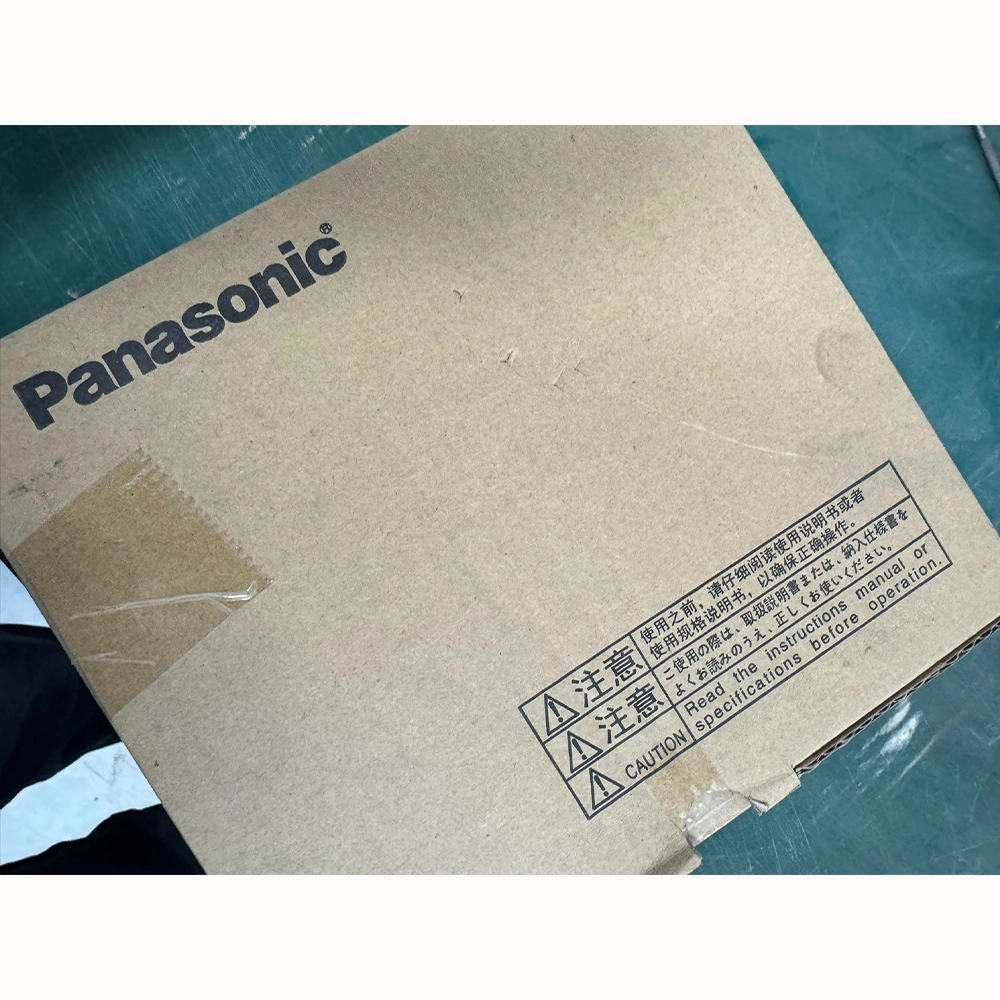 Panasonic®
注意
使用之前，请仔细阅读使用说明书或者
使用规格说明书，以确保正确操作。
注意
ご使用の際は、取扱説明書または、納入仕様書を
よくお読みのうえ、正しくお使いください。
CAUTION
Read the instructions manual or
specifications before operation.